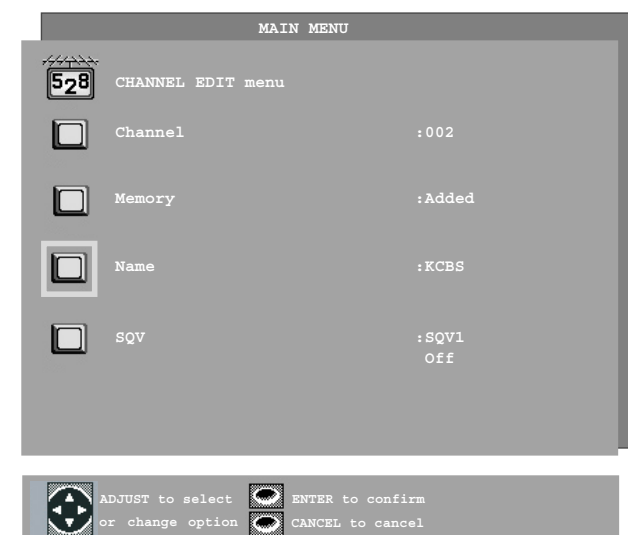 MAIN MENU
528 CHANNEL EDIT menu
Channel :002
Memory :Added
Name :KCBS
SQV :SQV1
Off
ADJUST to select ENTER to confirm
or change option CANCEL to cancel